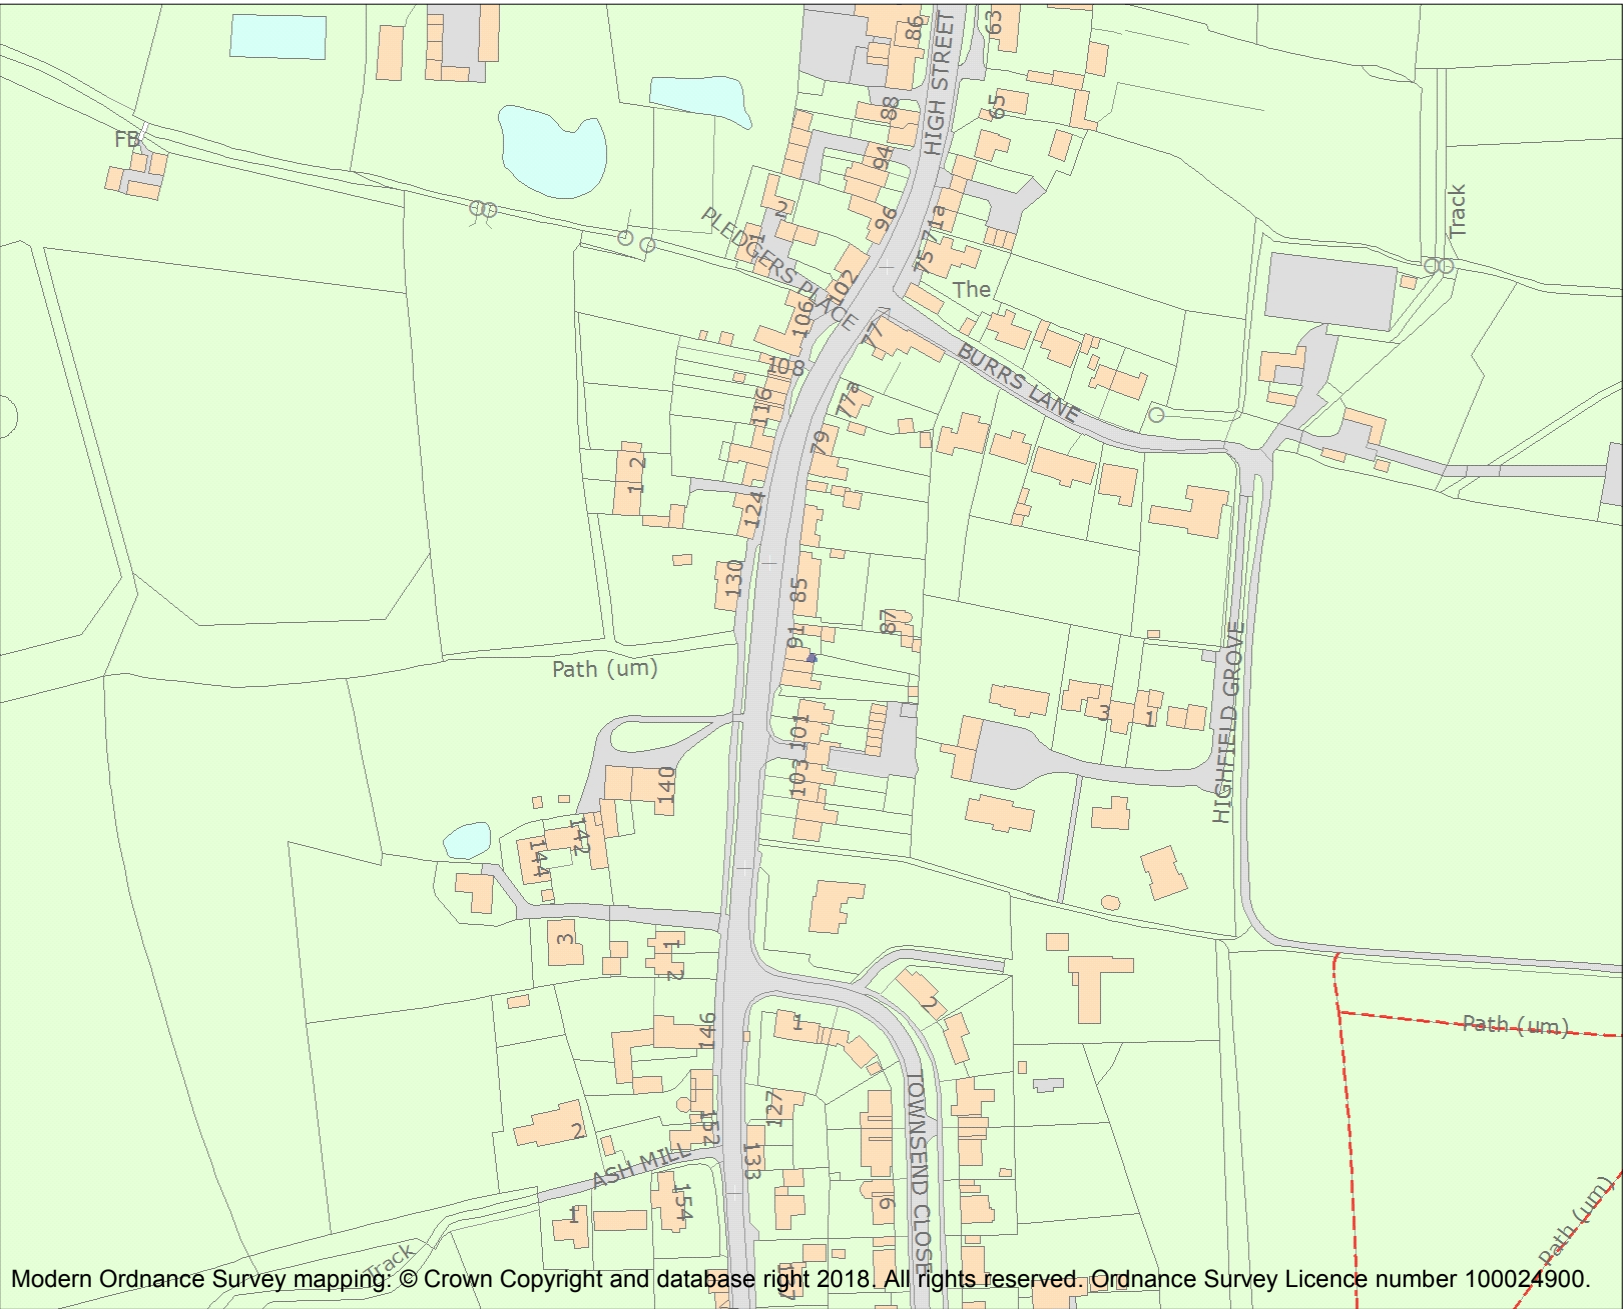 86
63
HIGH STREET
88
65
FB
94
2
96
71a
Track
PLEDGERS PLACE
1
75
102
The
106
77
BURRS LANE
108
77a
116
79
2
1
124
130
85
87
91
Path (um)
HIGHFIELD GROVE
3
1
101
103
140
142
144
3
1
2
2
146
1
Path (um)
127
TOWNSEND CLOSE
152
2
133
ASH MILL
154
9
1
Path (um)
Track
Modern Ordnance Survey mapping: © Crown Copyright and database right 2018. All rights reserved. Ordnance Survey Licence number 100024900.